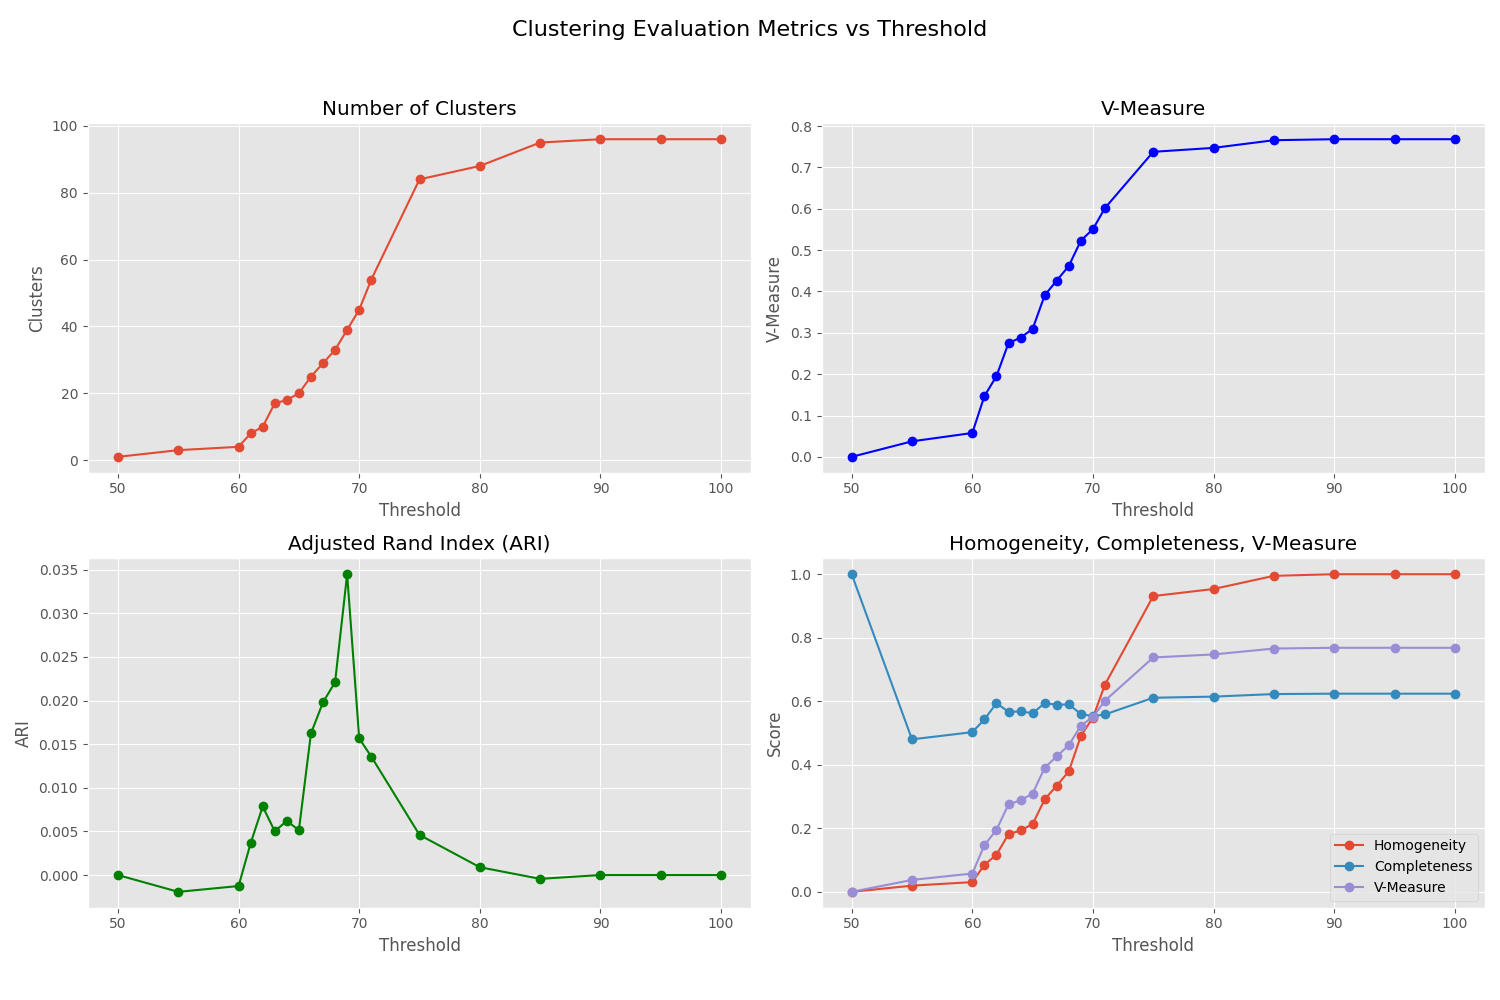 Clustering Evaluation Metrics vs Threshold
Number of Clusters
100
80
60
40
20
0
Clusters
50 60 70 80 90 100
Threshold
V-Measure
0.8
0.7
0.6
0.5
0.4
0.3
0.2
0.1
0.0
V-Measure
50 60 70 80 90 100
Threshold
Adjusted Rand Index (ARI)
0.035
0.030
0.025
0.020
0.015
0.010
0.005
0.000
ARI
50 60 70 80 90 100
Threshold
Homogeneity, Completeness, V-Measure
1.0
0.8
0.6
0.4
0.2
0.0
Score
Homogeneity
Completeness
V-Measure
50 60 70 80 90 100
Threshold